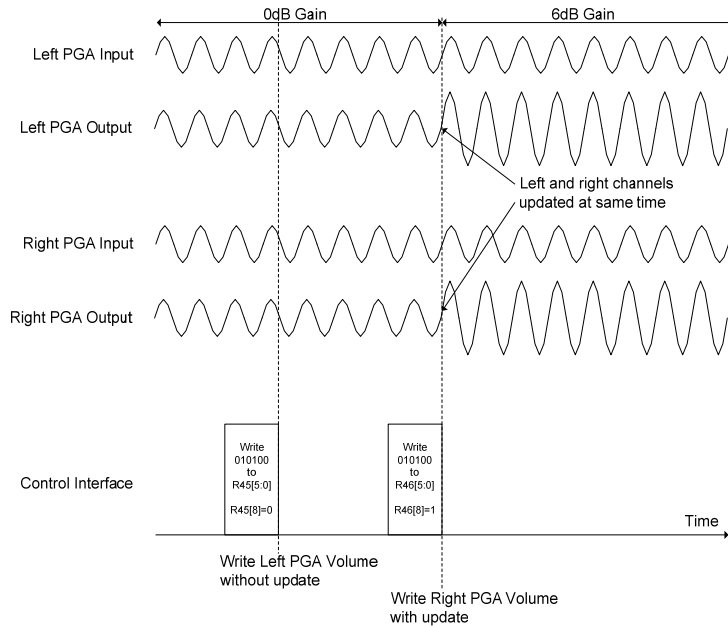 0dB Gain
6dB Gain
Left PGA Input
Left PGA Output
Left and right channels
updated at same time
Right PGA Input
Right PGA Output
Control Interface
Write
010100
to
R45[5:0]
R45[8]=0
Write
010100
to
R46[5:0]
R46[8]=1
Time
Write Left PGA Volume
without update
Write Right PGA Volume
with update